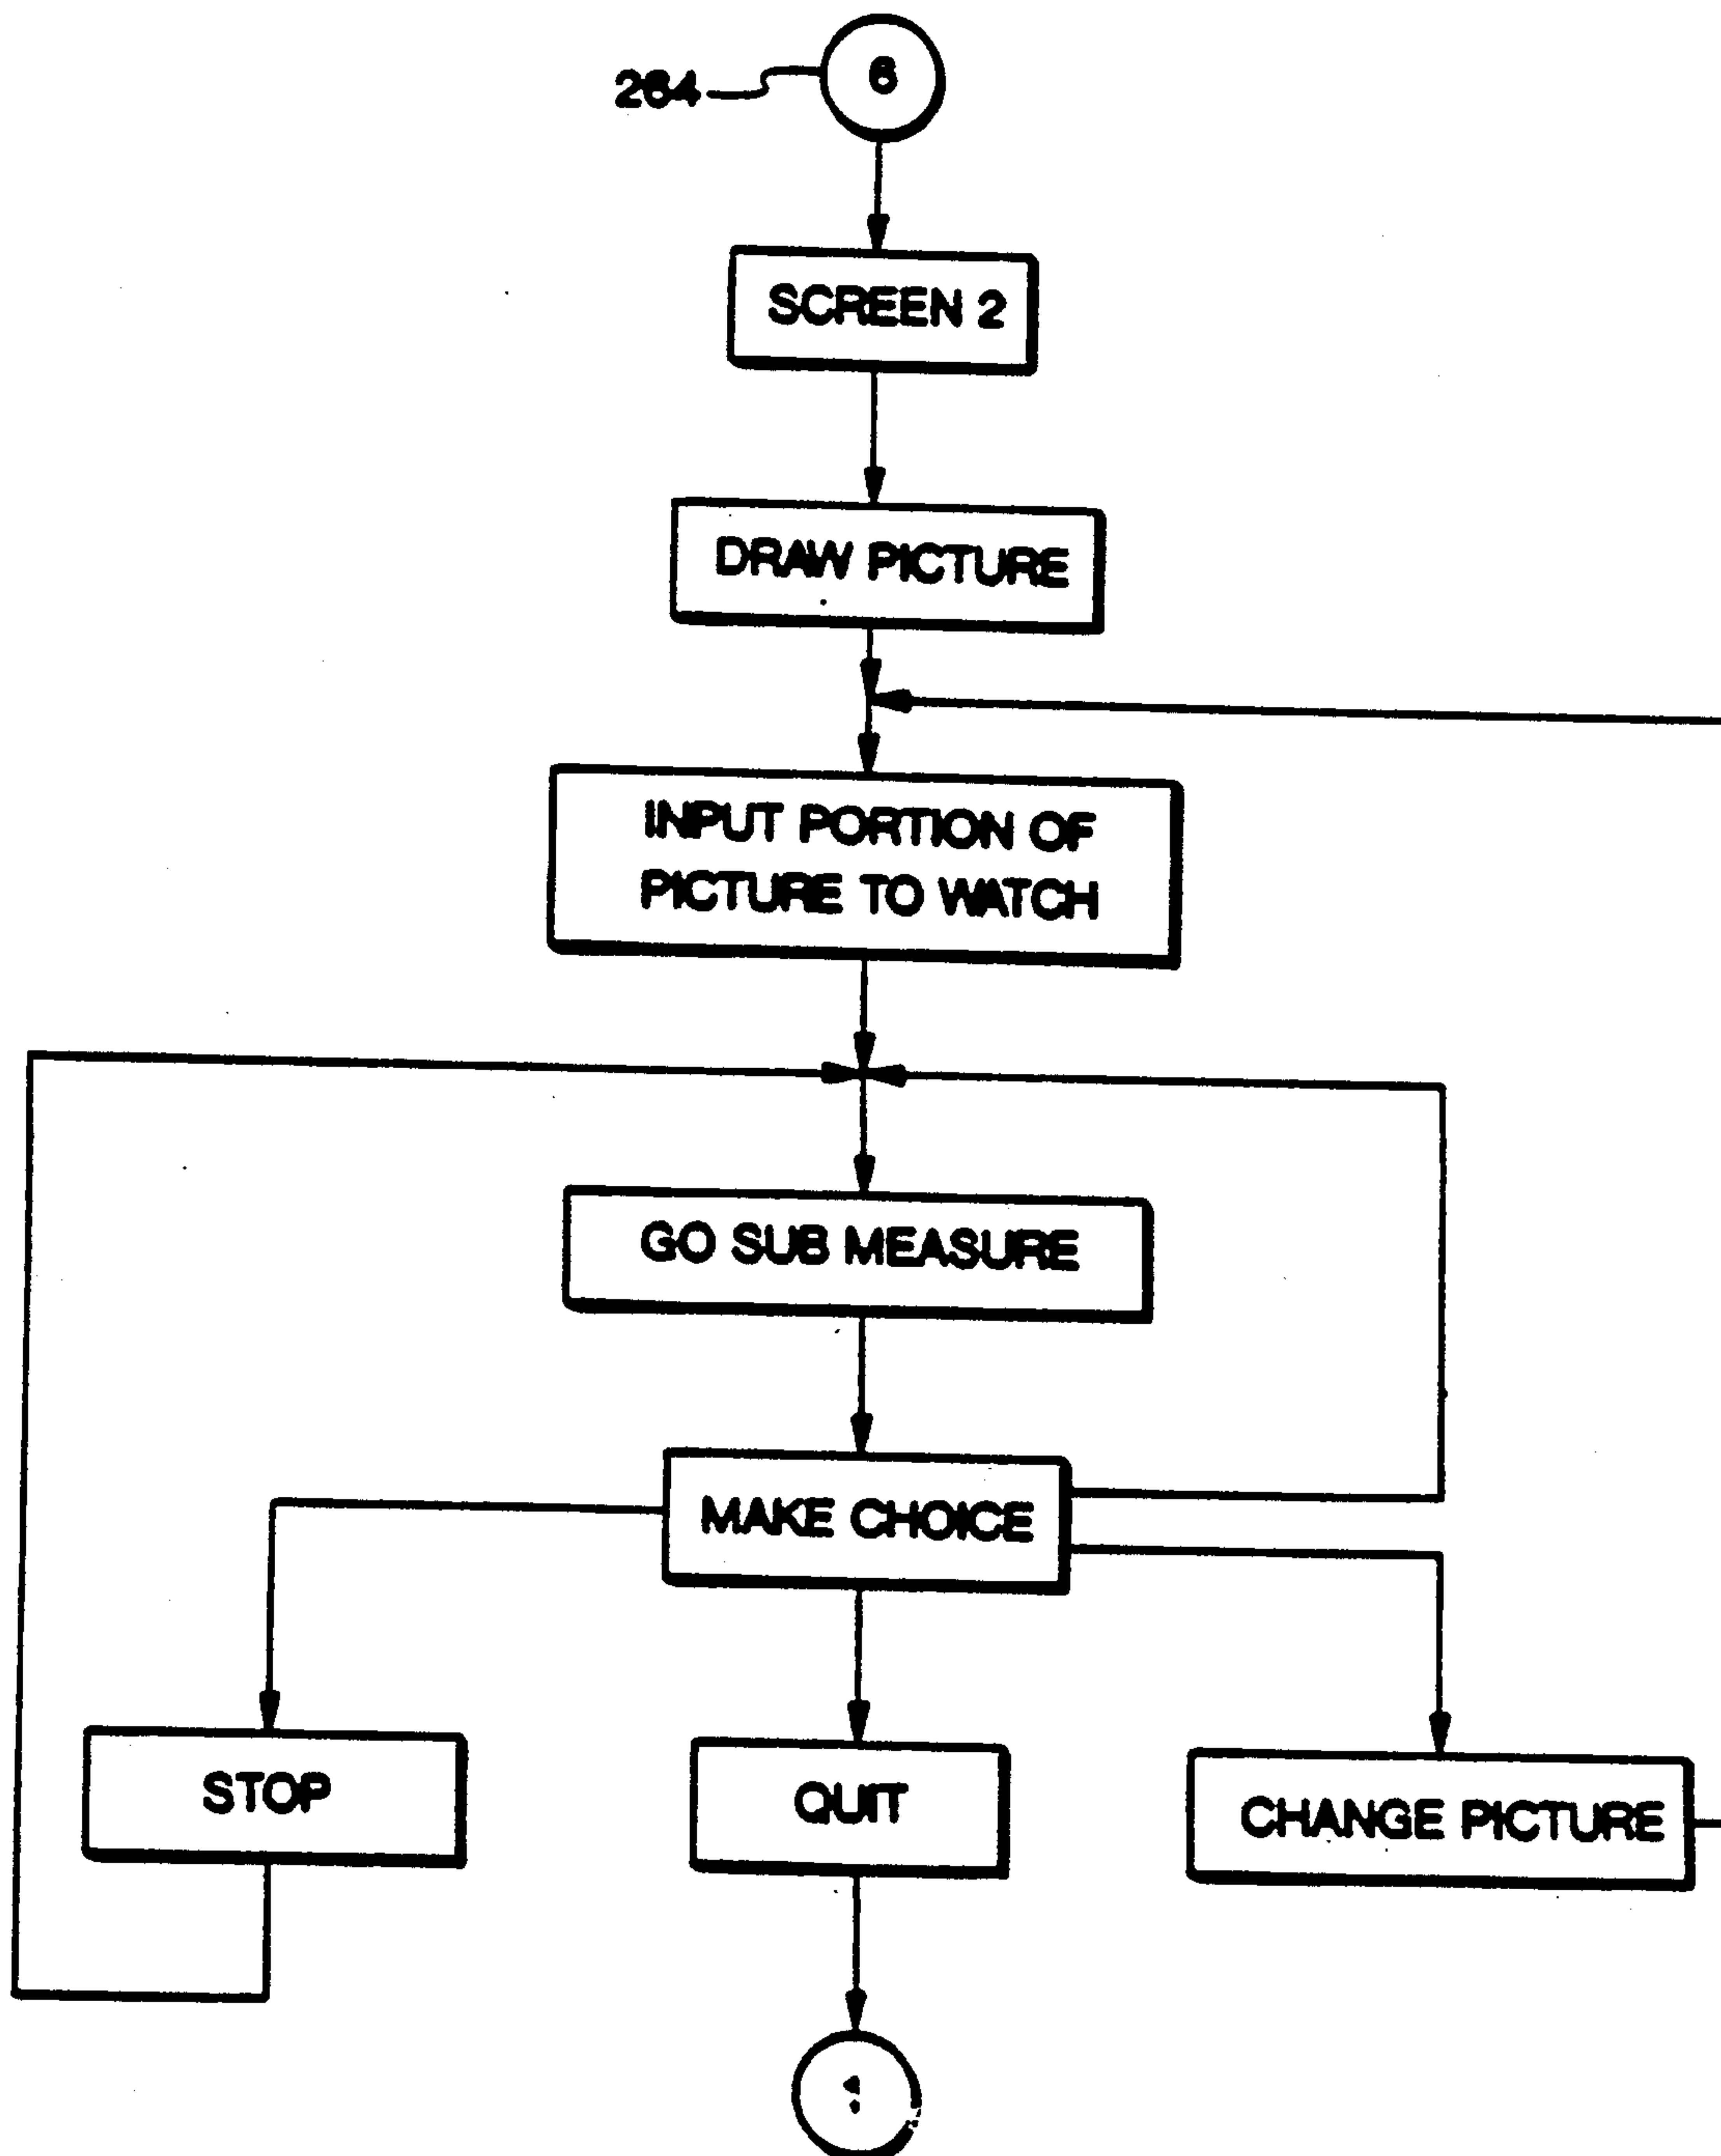 6
264
SCREEN 2
DRAW PICTURE
INPUT PORTION OF
PICTURE TO WATCH
GO SUB MEASURE
MAKE CHOICE
STOP
QUIT
CHANGE PICTURE
1